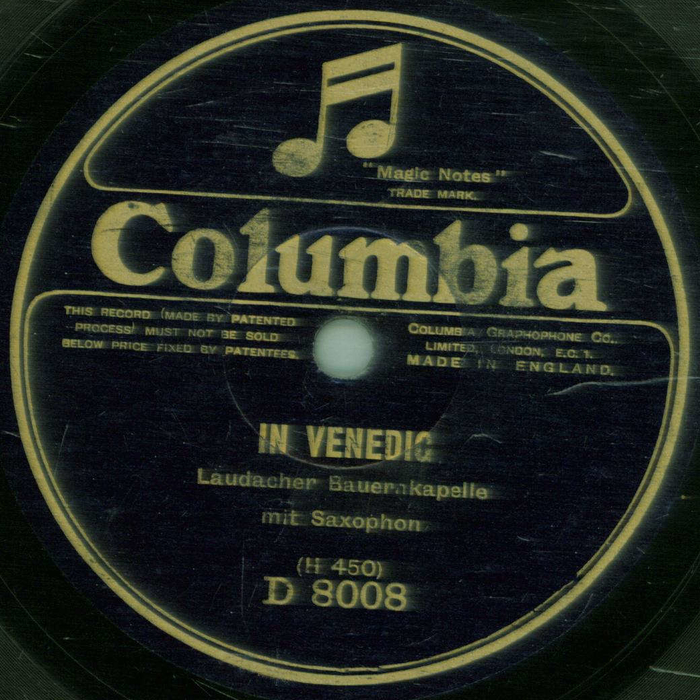 "Magic Notes"
TRADE MARK.
Columbia
THIS RECORD (MADE BY PATENTED
PROCESS) MUST NOT BE SOLD
BELOW PRICE FIXED BY PATENTEES
COLUMBIA GRAPHOPHONE CO.,
LIMITED, LONDON, E.C. 1.
MADE IN ENGLAND.
IN VENEDIG
Laudacher Bauernkapelle
mit Saxophon
(H 450)
D 8008